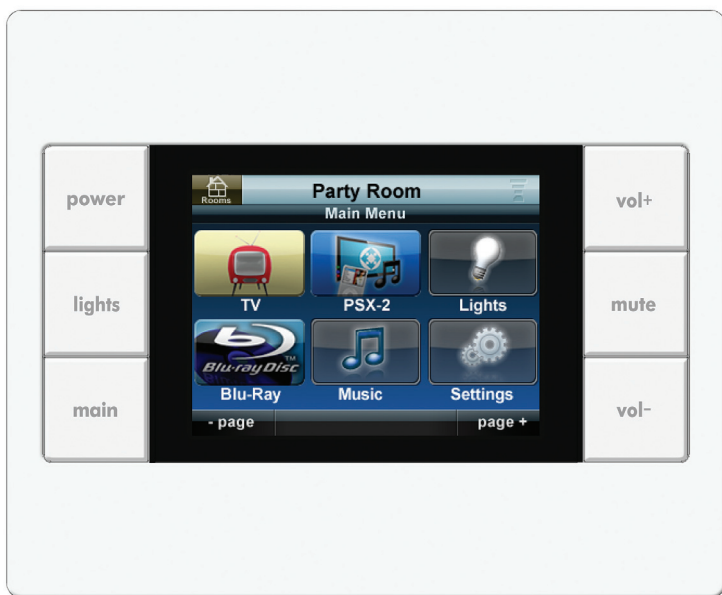 power
lights
main
Rooms
Party Room
Main Menu
TV
PSX-2
Lights
Blu-ray Disc TM
Blu-Ray
Music
Settings
- page
page +
vol+
mute
vol-